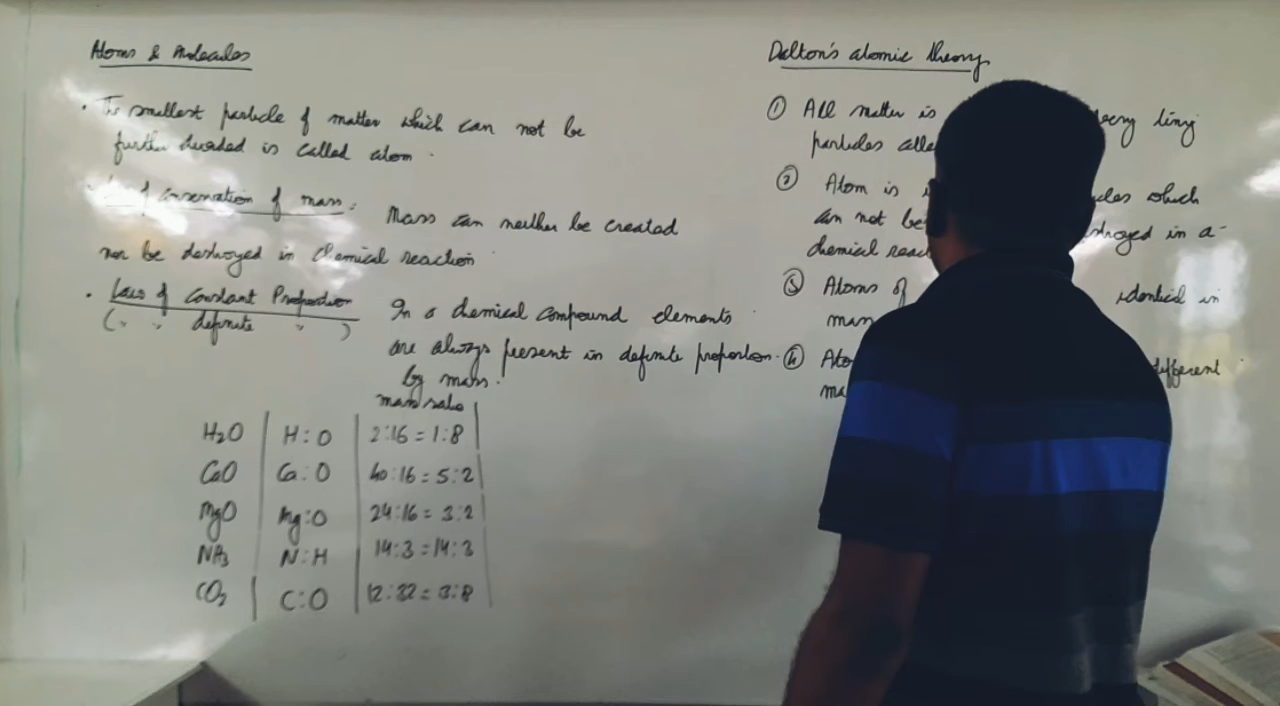 Atoms & Molecules
• The smallest particle of matter which can not be
further divided is called atom.
of conservation of mass: Mass can neither be created
nor be destroyed in chemical reaction
• Law of Constant Proportion In a chemical compound elements
(" " definite " )
are always present in definite proportion
by mass.
mass ratio
H₂O | H : O | 2:16 = 1:8
CaO | Ca : O | 40:16 = 5:2
MgO | Mg : O | 24:16 = 3:2
NH₃ | N : H | 14:3 = 14:3
CO₂ | C : O | 12:32 = 3:8
Dalton's atomic theory
① All matter is very tiny
particles
② Atom is which
can not be in a-
chemical
③ Atoms of identical in
④ different